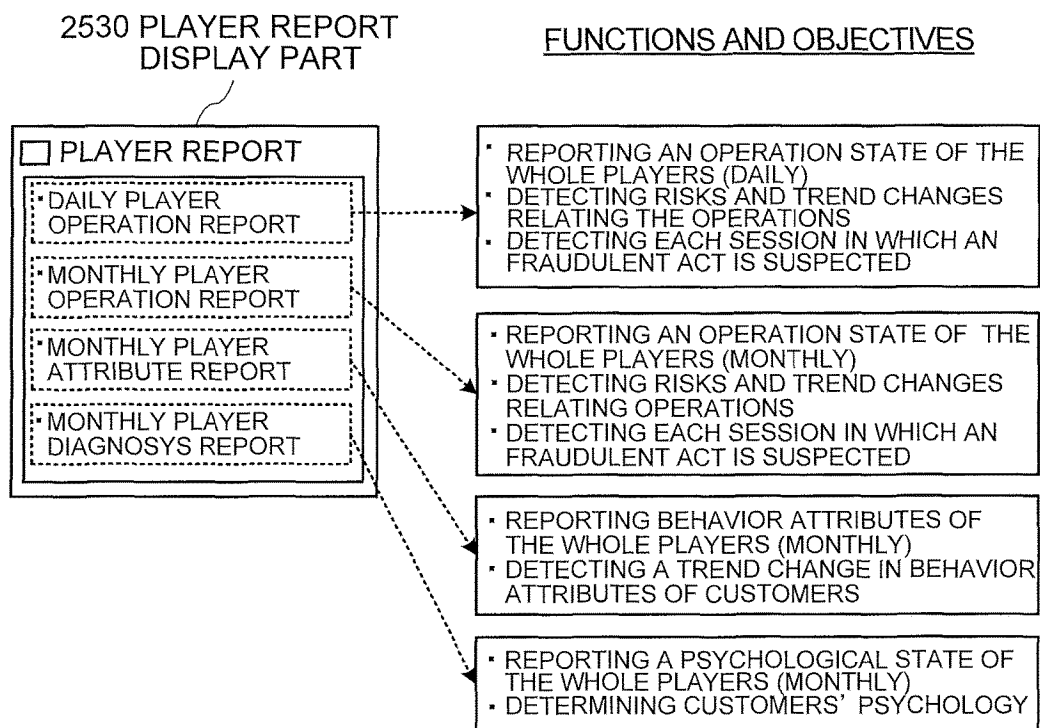 2530 PLAYER REPORT
DISPLAY PART
FUNCTIONS AND OBJECTIVES
PLAYER REPORT
・DAILY PLAYER
OPERATION REPORT
・MONTHLY PLAYER
OPERATION REPORT
・MONTHLY PLAYER
ATTRIBUTE REPORT
・MONTHLY PLAYER
DIAGNOSYS REPORT
・REPORTING AN OPERATION STATE OF THE
WHOLE PLAYERS (DAILY)
・DETECTING RISKS AND TREND CHANGES
RELATING THE OPERATIONS
・DETECTING EACH SESSION IN WHICH AN
FRAUDULENT ACT IS SUSPECTED
・REPORTING AN OPERATION STATE OF THE
WHOLE PLAYERS (MONTHLY)
・DETECTING RISKS AND TREND CHANGES
RELATING OPERATIONS
・DETECTING EACH SESSION IN WHICH AN
FRAUDULENT ACT IS SUSPECTED
・REPORTING BEHAVIOR ATTRIBUTES OF
THE WHOLE PLAYERS (MONTHLY)
・DETECTING A TREND CHANGE IN BEHAVIOR
ATTRIBUTES OF CUSTOMERS
・REPORTING A PSYCHOLOGICAL STATE OF
THE WHOLE PLAYERS (MONTHLY)
・DETERMINING CUSTOMERS' PSYCHOLOGY